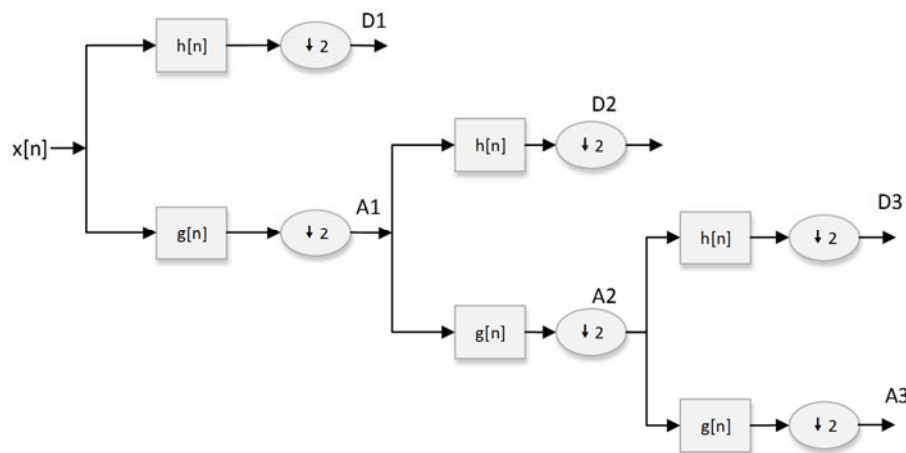 D1
h[n]
↓ 2
D2
x[n]
h[n]
↓ 2
A1
g[n]
↓ 2
D3
h[n]
↓ 2
A2
g[n]
↓ 2
A3
g[n]
↓ 2